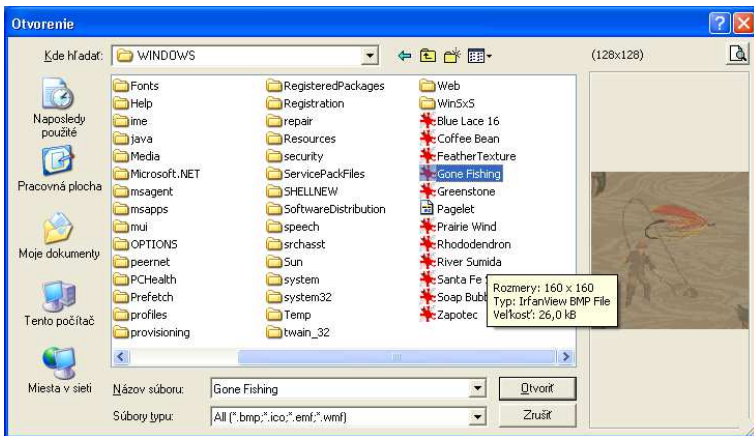 Otvorenie
Kde hľadať: WINDOWS (128x128)
Naposledy
použité
Pracovná plocha
Moje dokumenty
Tento počítač
Miesta v sieti
Fonts
Help
ime
java
Media
Microsoft.NET
msagent
msapps
mui
OPTIONS
peernet
PCHealth
Prefetch
profiles
provisioning
RegisteredPackages
Registration
repair
Resources
security
ServicePackFiles
SHELLNEW
SoftwareDistribution
speech
srchasst
Sun
system
system32
Temp
twain_32
Web
WinSxS
Blue Lace 16
Coffee Bean
FeatherTexture
Gone Fishing
Greenstone
Pagelet
Prairie Wind
Rhododendron
River Sumida
Santa Fe
Soap Bubb
Zapotec
Rozmery: 160 x 160
Typ: IrfanView BMP File
Veľkosť: 26,0 kB
Názov súboru: Gone Fishing Otvoriť
Súbory typu: All (*.bmp;*.ico;*.emf;*.wmf) Zrušiť